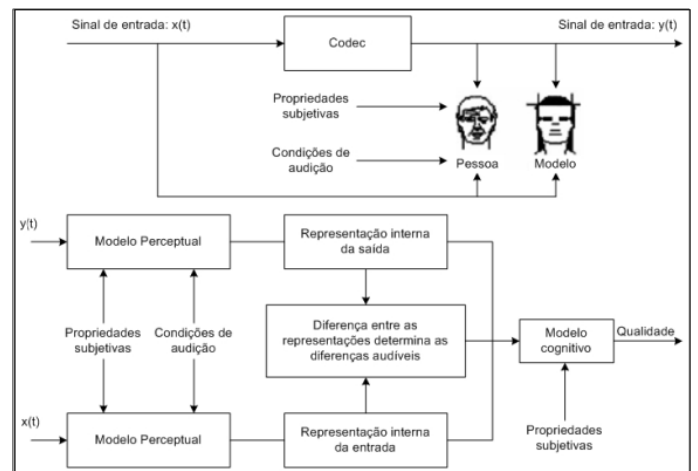 Sinal de entrada: x(t)
Codec
Sinal de entrada: y(t)
Propriedades
subjetivas
Condições de
audição
Pessoa
Modelo
y(t)
Modelo Perceptual
Representação interna
da saída
Propriedades
subjetivas
Condições de
audição
Diferença entre as
representações determina as
diferenças audíveis
Modelo
cognitivo
Qualidade
x(t)
Modelo Perceptual
Representação interna
da entrada
Propriedades
subjetivas